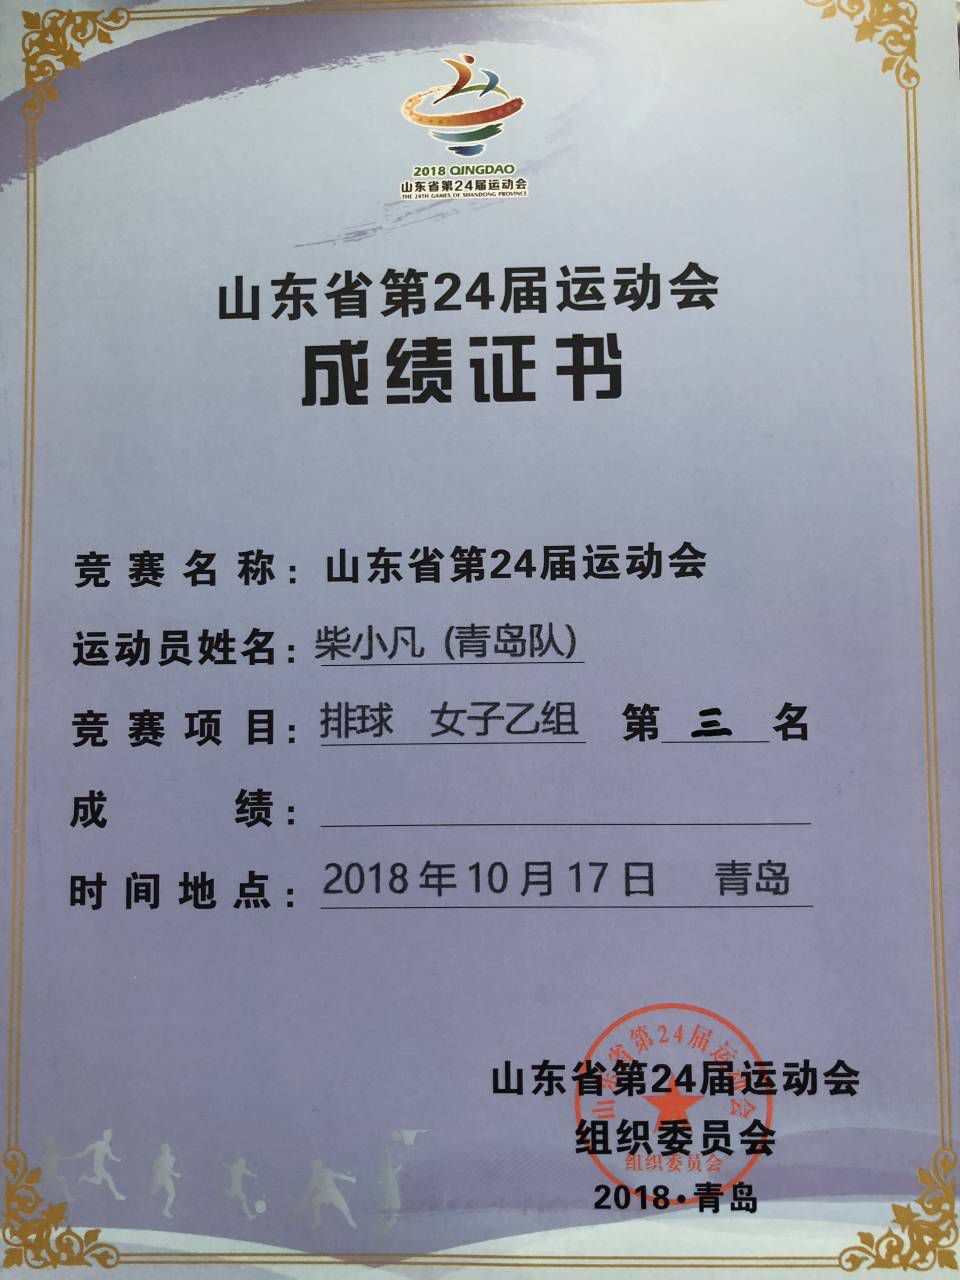 2018 QINGDAO
山东省第24届运动会
THE 24TH GAMES OF SHANDONG PROVINCE
山东省第24届运动会
成绩证书
竞赛名称：山东省第24届运动会
运动员姓名：柴小凡（青岛队）
竞赛项目：排球 女子乙组 第三名
成绩：
时间地点：2018年10月17日 青岛
山东省第24届运动会
组织委员会
2018·青岛
山东省第24届运动会
组织委员会